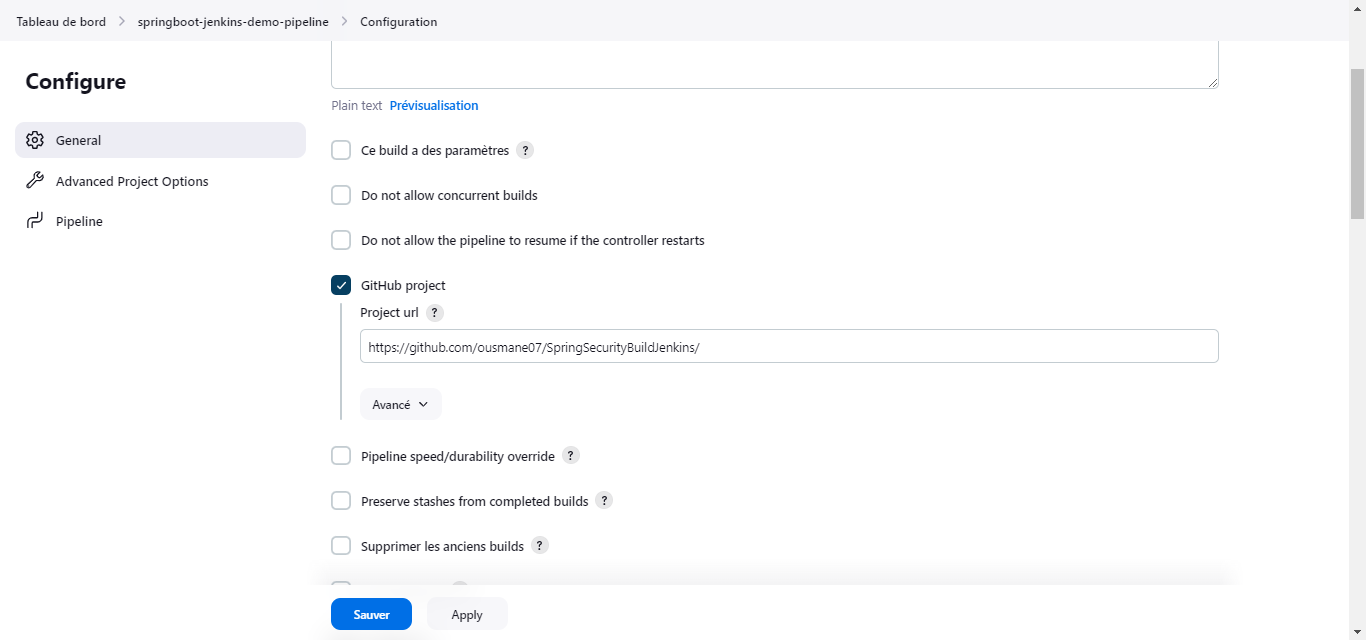 Tableau de bord > springboot-jenkins-demo-pipeline > Configuration
Configure
General
Advanced Project Options
Pipeline
Plain text Prévisualisation
Ce build a des paramètres ?
Do not allow concurrent builds
Do not allow the pipeline to resume if the controller restarts
GitHub project
Project url ?
https://github.com/ousmane07/SpringSecurityBuildJenkins/
Avancé
Pipeline speed/durability override ?
Preserve stashes from completed builds ?
Supprimer les anciens builds ?
Sauver Apply